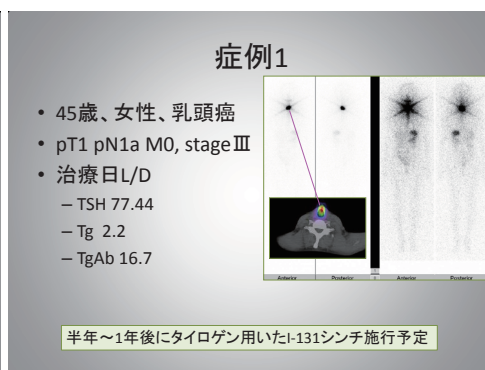 症例1
• 45歳、女性、乳頭癌
• pT1 pN1a M0, stageⅢ
• 治療日L/D
– TSH 77.44
– Tg 2.2
– TgAb 16.7
Anterior Posterior Anterior Posterior
半年～1年後にタイロゲン用いたI-131シンチ施行予定